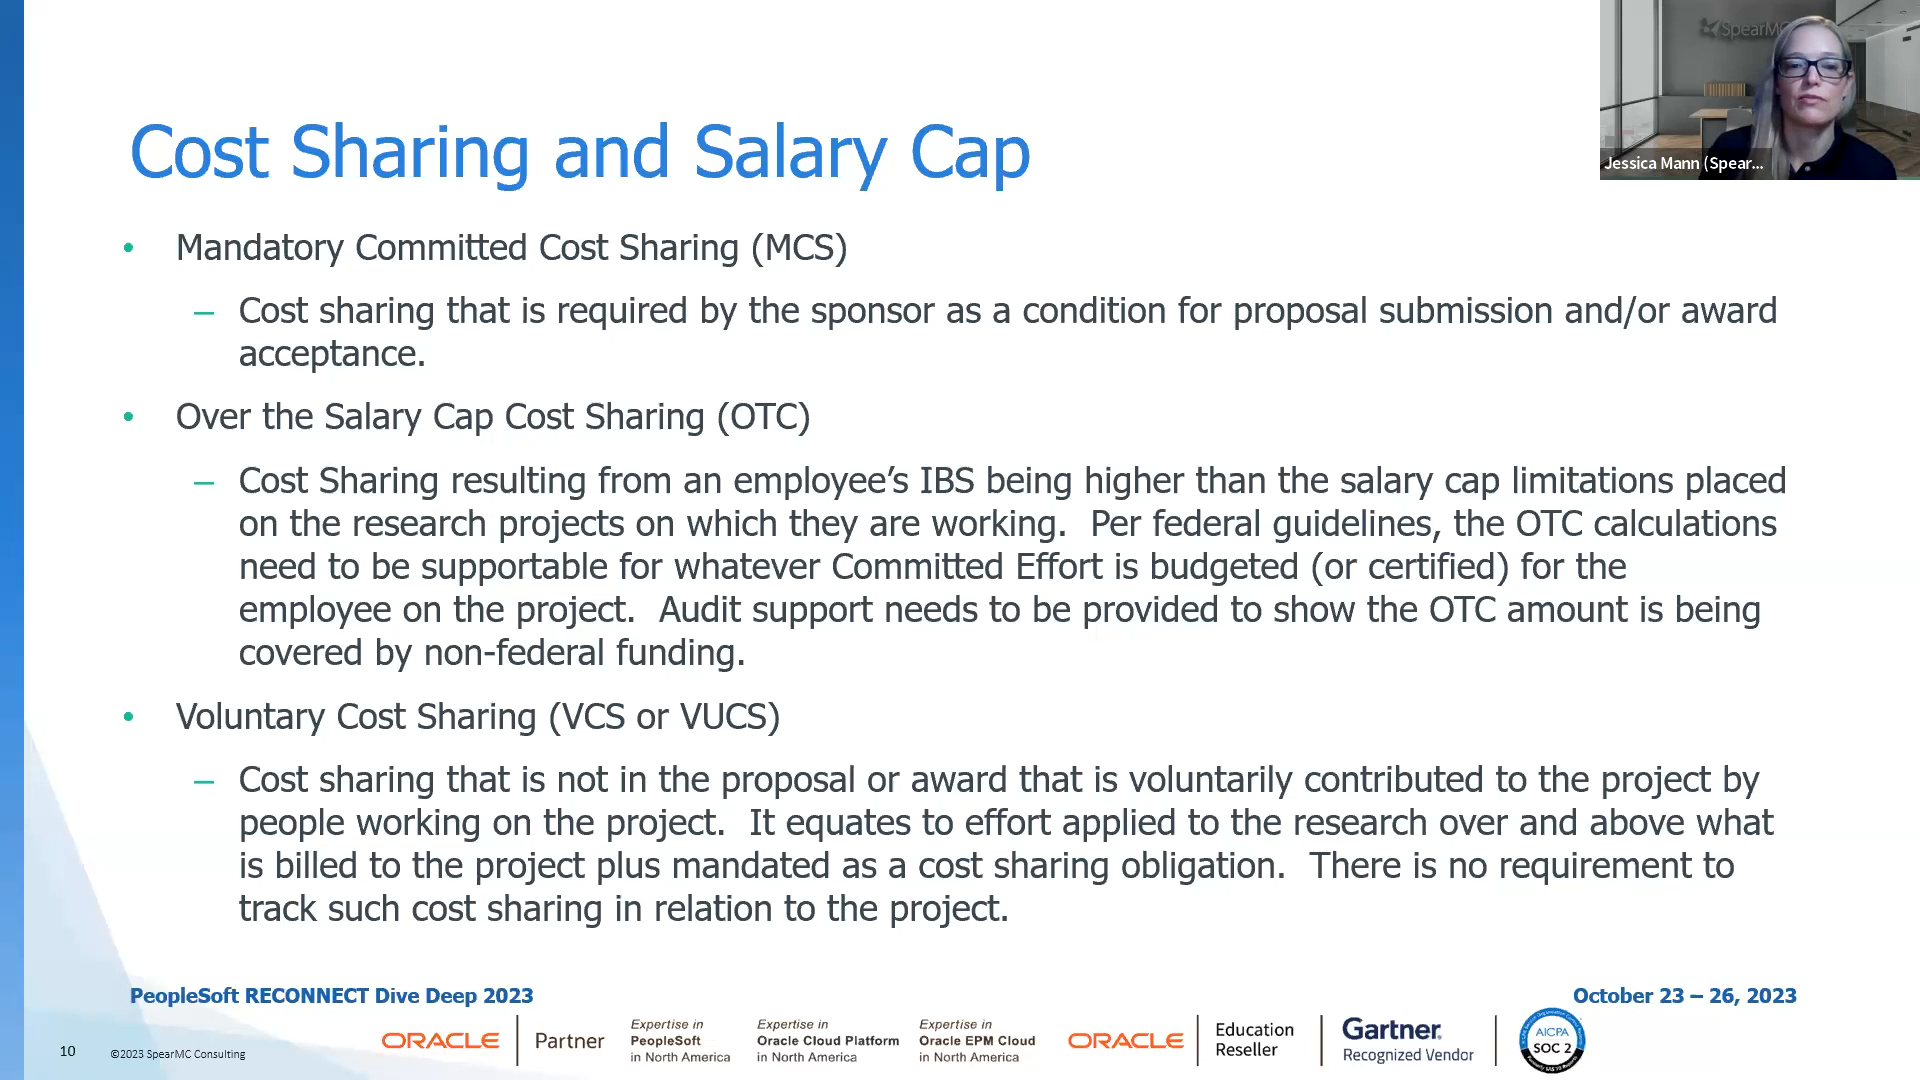 SpearMC
Jessica Mann (Spear...
Cost Sharing and Salary Cap
• Mandatory Committed Cost Sharing (MCS)
– Cost sharing that is required by the sponsor as a condition for proposal submission and/or award
acceptance.
• Over the Salary Cap Cost Sharing (OTC)
– Cost Sharing resulting from an employee’s IBS being higher than the salary cap limitations placed
on the research projects on which they are working.  Per federal guidelines, the OTC calculations
need to be supportable for whatever Committed Effort is budgeted (or certified) for the
employee on the project.  Audit support needs to be provided to show the OTC amount is being
covered by non-federal funding.
• Voluntary Cost Sharing (VCS or VUCS)
– Cost sharing that is not in the proposal or award that is voluntarily contributed to the project by
people working on the project.  It equates to effort applied to the research over and above what
is billed to the project plus mandated as a cost sharing obligation.  There is no requirement to
track such cost sharing in relation to the project.
PeopleSoft RECONNECT Dive Deep 2023
October 23 – 26, 2023
10
©2023 SpearMC Consulting
ORACLE
Partner
Expertise in
PeopleSoft
in North America
Expertise in
Oracle Cloud Platform
in North America
Expertise in
Oracle EPM Cloud
in North America
ORACLE
Education
Reseller
Gartner
Recognized Vendor
AICPA
SOC 2